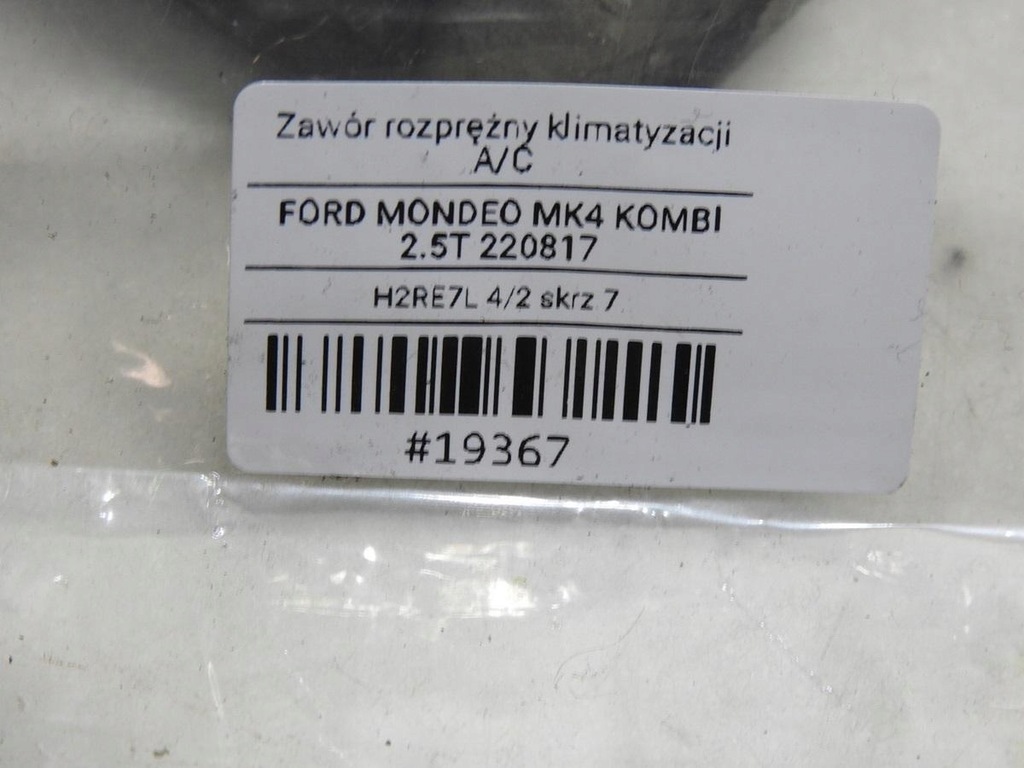 Zawór rozprężny klimatyzacji
A/C
FORD MONDEO MK4 KOMBI
2.5T 220817
H2RE7L 4/2 skrz 7
#19367